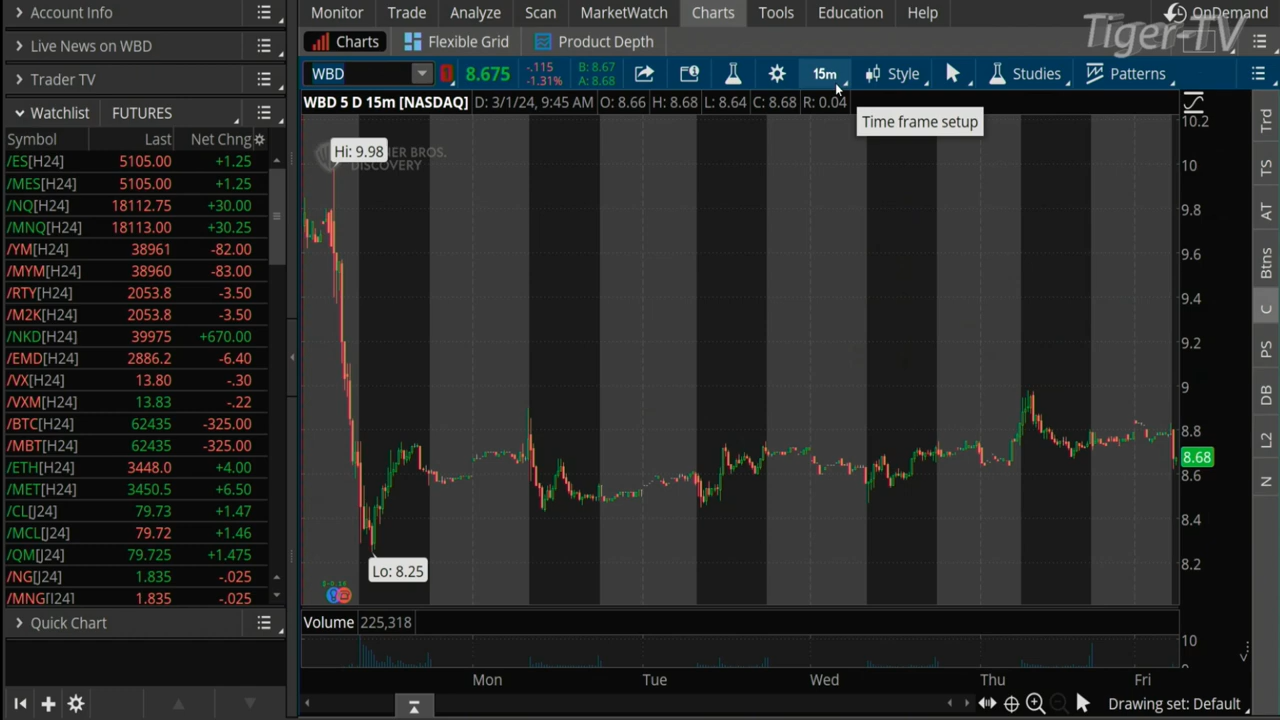 Account Info
Live News on WBD
Trader TV
Watchlist FUTURES
Symbol Last Net Chng
/ES[H24] 5105.00 +1.25
/MES[H24] 5105.00 +1.25
/NQ[H24] 18112.75 +30.00
/MNQ[H24] 18113.00 +30.25
/YM[H24] 38961 -82.00
/MYM[H24] 38960 -83.00
/RTY[H24] 2053.8 -3.50
/M2K[H24] 2053.8 -3.50
/NKD[H24] 39975 +670.00
/EMD[H24] 2886.2 -6.40
/VX[H24] 13.80 -.30
/VXM[H24] 13.83 -.22
/BTC[H24] 62435 -325.00
/MBT[H24] 62435 -325.00
/ETH[H24] 3448.0 +4.00
/MET[H24] 3450.5 +6.50
/CL[J24] 79.73 +1.47
/MCL[J24] 79.72 +1.46
/QM[J24] 79.725 +1.475
/NG[J24] 1.835 -.025
/MNG[J24] 1.835 -.025
Quick Chart
Monitor Trade Analyze Scan MarketWatch Charts Tools Education Help OnDemand
Tiger-TV
Charts Flexible Grid Product Depth
WBD 8.675 -.115 B: 8.67 15m Style Studies Patterns
-1.31% A: 8.68
WBD 5 D 15m [NASDAQ] D: 3/1/24, 9:45 AM O: 8.66 H: 8.68 L: 8.64 C: 8.68 R: 0.04
Time frame setup
Hi: 9.98
BROS.
DISCOVERY
Lo: 8.25
10.2
10
9.8
9.6
9.4
9.2
9
8.8
8.68
8.6
8.4
8.2
Volume 225,318
10
Mon Tue Wed Thu Fri
Drawing set: Default
Trd
TS
AT
Btns
C
PS
DB
L2
N